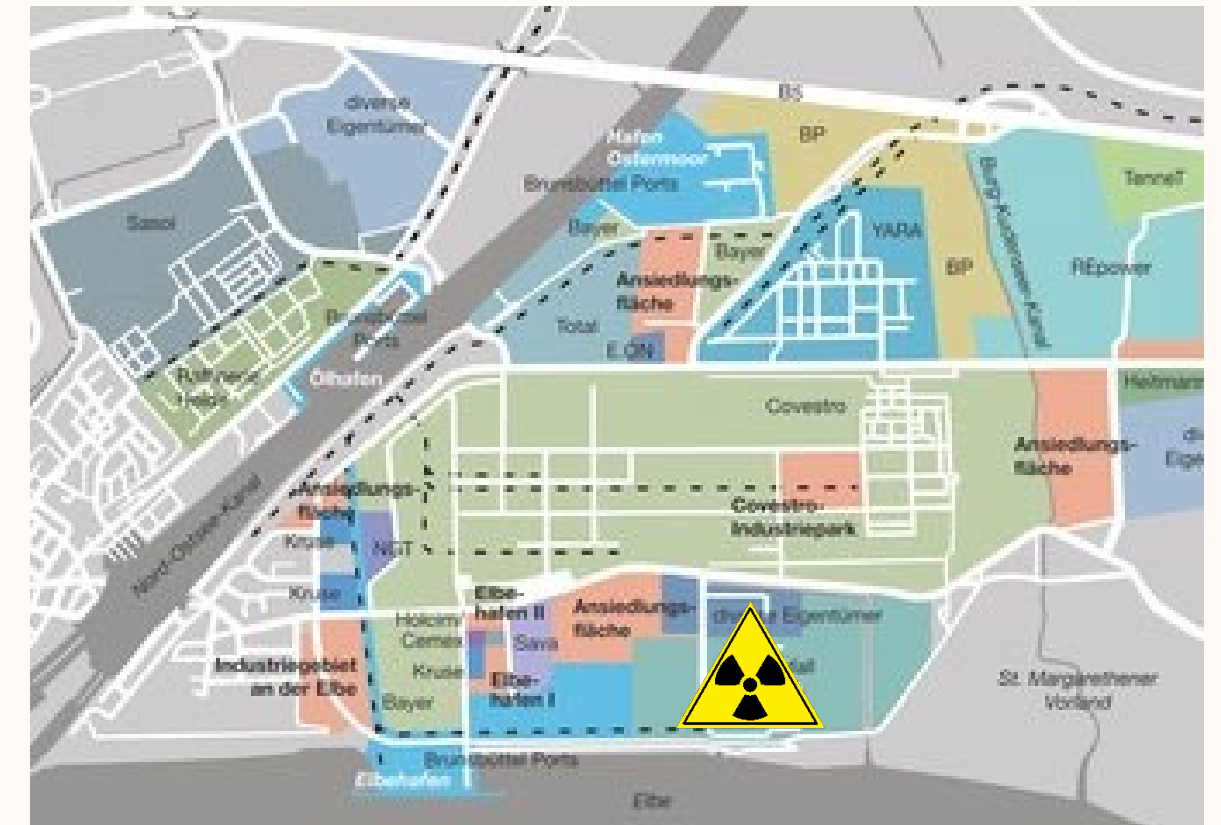 B5
diverse
Eigentümer
Hafen
Ostermoor
BP
Brunsbüttel Ports
TenneT
Sasol
Bayer
YARA
Bayer
BP
REpower
Burg-Kudenseer-Kanal
Ansiedlungs-
fläche
Brunsbüttel
Ports
Total
E.ON
Ölhafen
Raffinerie
Heide
Heitmann
Covestro
Ansiedlungs-
fläche
Ansiedlungs-
fläche
Nord-Ostsee-Kanal
Covestro-
Industriepark
Kruse
NGT
Kruse
Elbe-
hafen II
Ansiedlungs-
fläche
Holcim/
Cemex
Sava
Kruse
Elbe-
hafen I
Industriegebiet
an der Elbe
Bayer
St. Margarethener
Vorland
Brunsbüttel Ports
Elbehafen
Elbe